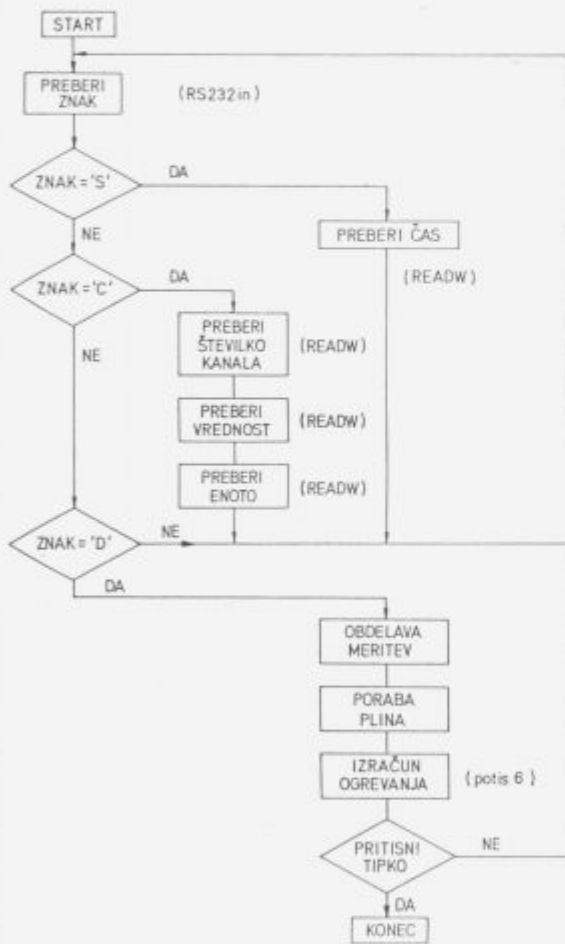 START
PREBERI
ZNAK
(RS232in)
ZNAK='S'
DA
NE
PREBERI ČAS
(READW)
ZNAK='C'
DA
NE
PREBERI
ŠTEVILKO
KANALA
(READW)
PREBERI
VREDNOST
(READW)
PREBERI
ENOTO
(READW)
ZNAK='D'
NE
DA
OBDELAVA
MERITEV
PORABA
PLINA
IZRAČUN
OGREVANJA
(potis 6)
PRITISNI
TIPKO
NE
DA
KONEC